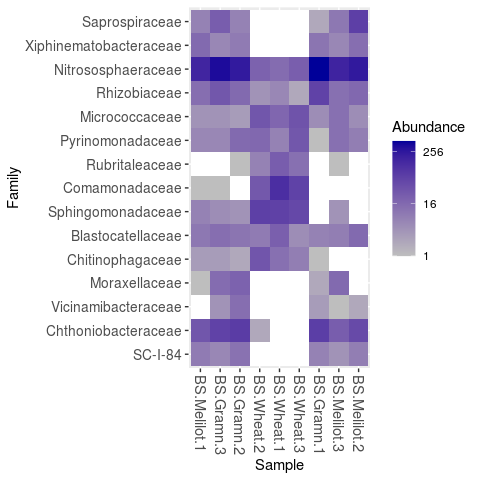 Saprospiraceae
Xiphinematobacteraceae
Nitrososphaeraceae
Rhizobiaceae
Micrococcaceae
Pyrinomonadaceae
Rubritaleaceae
Comamonadaceae
Sphingomonadaceae
Blastocatellaceae
Chitinophagaceae
Moraxellaceae
Vicinamibacteraceae
Chthoniobacteraceae
SC-I-84
Family
BS.Melilot.1
BS.Gramn.3
BS.Gramn.2
BS.Wheat.2
BS.Wheat.1
BS.Wheat.3
BS.Gramn.1
BS.Melilot.3
BS.Melilot.2
Sample
Abundance
256
16
1